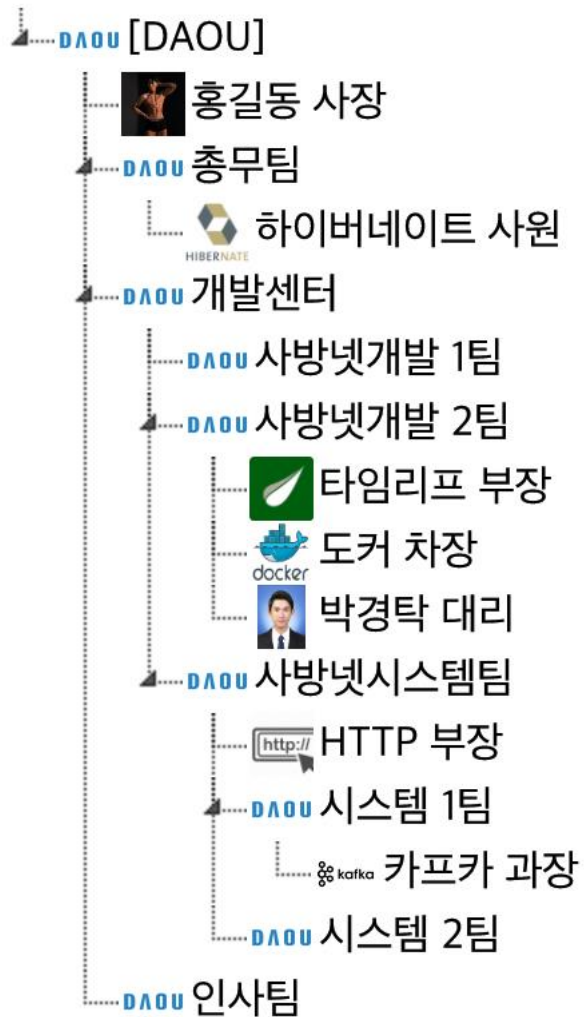 DAOU [DAOU]
홍길동 사장
DAOU 총무팀
HIBERNATE 하이버네이트 사원
DAOU 개발센터
DAOU 사방넷개발 1팀
DAOU 사방넷개발 2팀
타임리프 부장
docker 도커 차장
박경탁 대리
DAOU 사방넷시스템팀
http:// HTTP 부장
DAOU 시스템 1팀
kafka 카프카 과장
DAOU 시스템 2팀
DAOU 인사팀